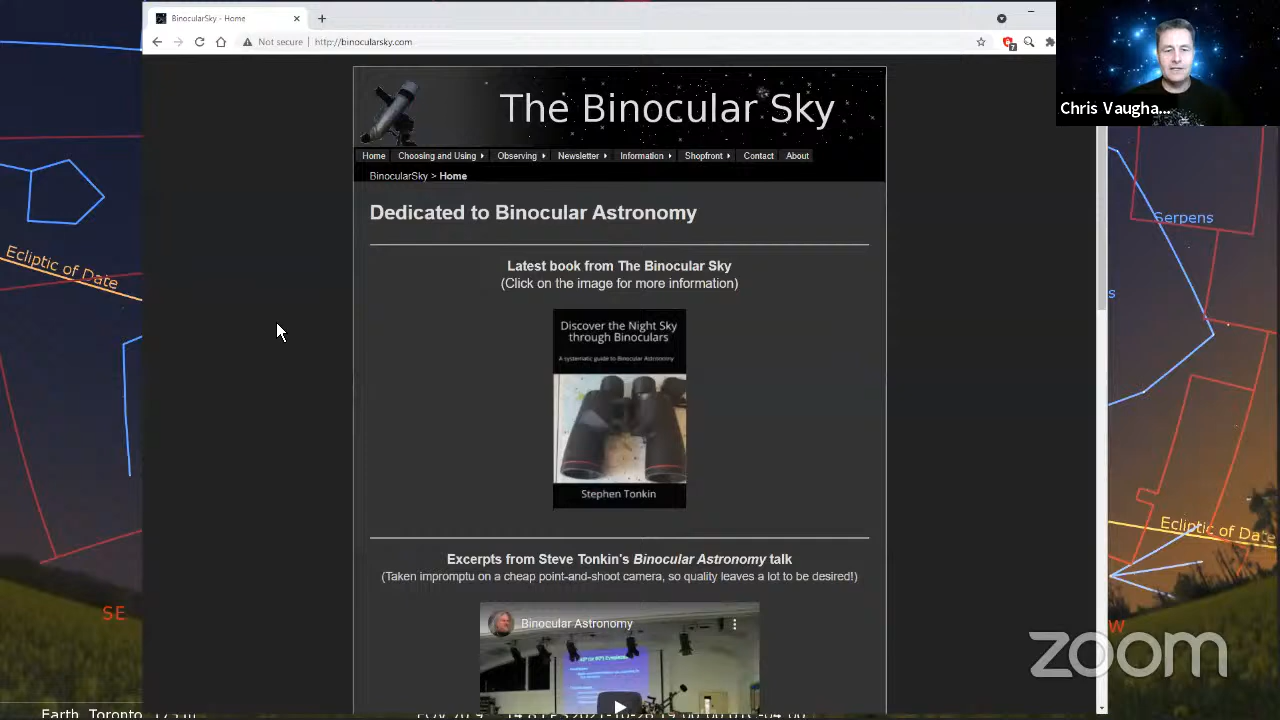 BinocularSky - Home
Not secure
http://binocularsky.com
7
Chris Vaugha...
The Binocular Sky
Home
Choosing and Using
Observing
Newsletter
Information
Shopfront
Contact
About
BinocularSky > Home
Dedicated to Binocular Astronomy
Latest book from The Binocular Sky
(Click on the image for more information)
Discover the Night Sky
through Binoculars
A systematic guide to Binocular Astronomy
Stephen Tonkin
Excerpts from Steve Tonkin's Binocular Astronomy talk
(Taken impromptu on a cheap point-and-shoot camera, so quality leaves a lot to be desired!)
Binocular Astronomy
Serpens
Ecliptic of Date
Ecliptic of Date
SE
W
zoom
Earth, Toronto,